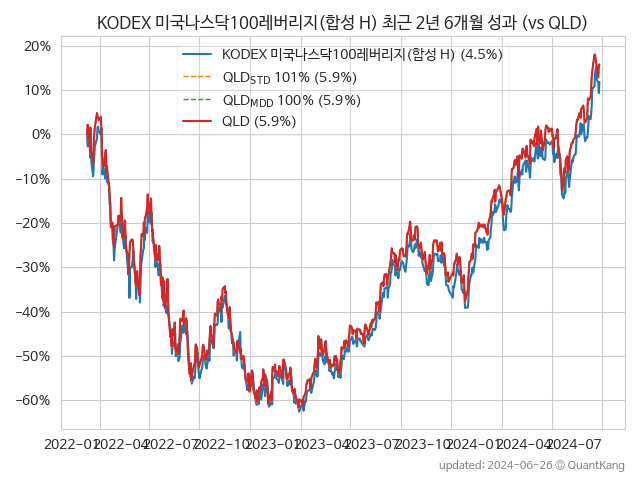 KODEX 미국나스닥100레버리지(합성 H) 최근 2년 6개월 성과 (vs QLD)
20%
10%
0%
−10%
−20%
−30%
−40%
−50%
−60%
KODEX 미국나스닥100레버리지(합성 H) (4.5%)
QLD_STD 101% (5.9%)
QLD_MDD 100% (5.9%)
QLD (5.9%)
2022-01 2022-04 2022-07 2022-10 2023-01 2023-04 2023-07 2023-10 2024-01 2024-04 2024-07
updated: 2024-06-26 © QuantKang